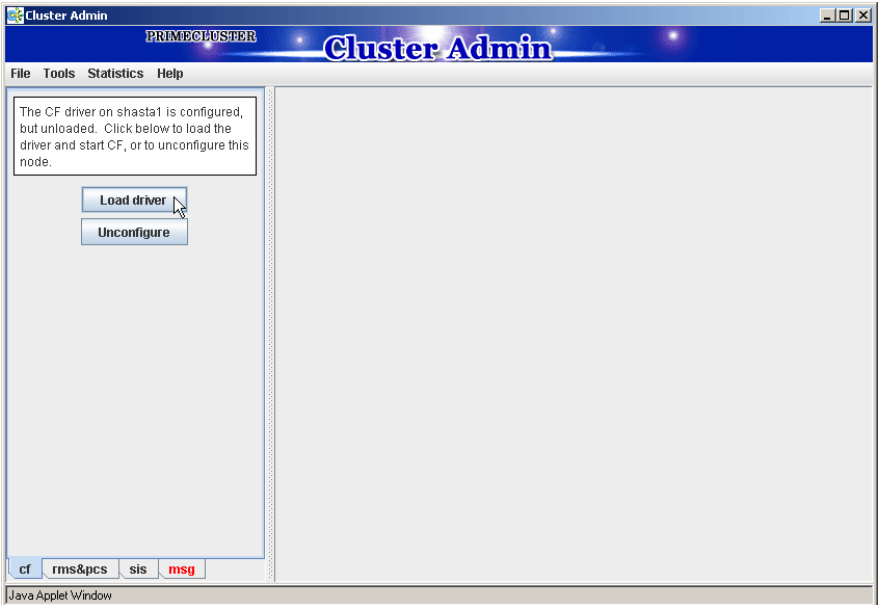 Cluster Admin
PRIMECLUSTER
Cluster Admin
File Tools Statistics Help
The CF driver on shasta1 is configured,
but unloaded. Click below to load the
driver and start CF, or to unconfigure this
node.
Load driver
Unconfigure
cf rms&pcs sis msg
Java Applet Window